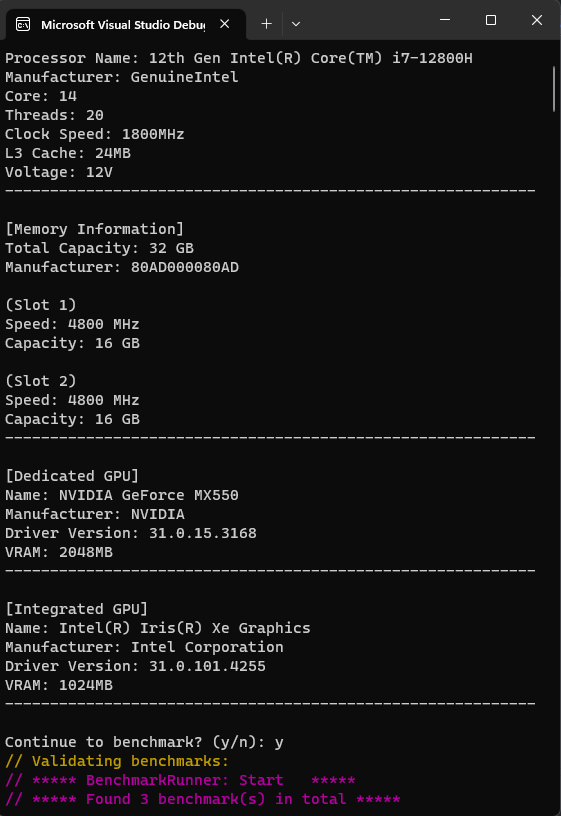 Microsoft Visual Studio Debug
Processor Name: 12th Gen Intel(R) Core(TM) i7-12800H
Manufacturer: GenuineIntel
Core: 14
Threads: 20
Clock Speed: 1800MHz
L3 Cache: 24MB
Voltage: 12V
-----------------------------------------------------------
[Memory Information]
Total Capacity: 32 GB
Manufacturer: 80AD000080AD
(Slot 1)
Speed: 4800 MHz
Capacity: 16 GB
(Slot 2)
Speed: 4800 MHz
Capacity: 16 GB
-----------------------------------------------------------
[Dedicated GPU]
Name: NVIDIA GeForce MX550
Manufacturer: NVIDIA
Driver Version: 31.0.15.3168
VRAM: 2048MB
-----------------------------------------------------------
[Integrated GPU]
Name: Intel(R) Iris(R) Xe Graphics
Manufacturer: Intel Corporation
Driver Version: 31.0.101.4255
VRAM: 1024MB
-----------------------------------------------------------
Continue to benchmark? (y/n): y
// Validating benchmarks:
// ***** BenchmarkRunner: Start   *****
// ***** Found 3 benchmark(s) in total *****